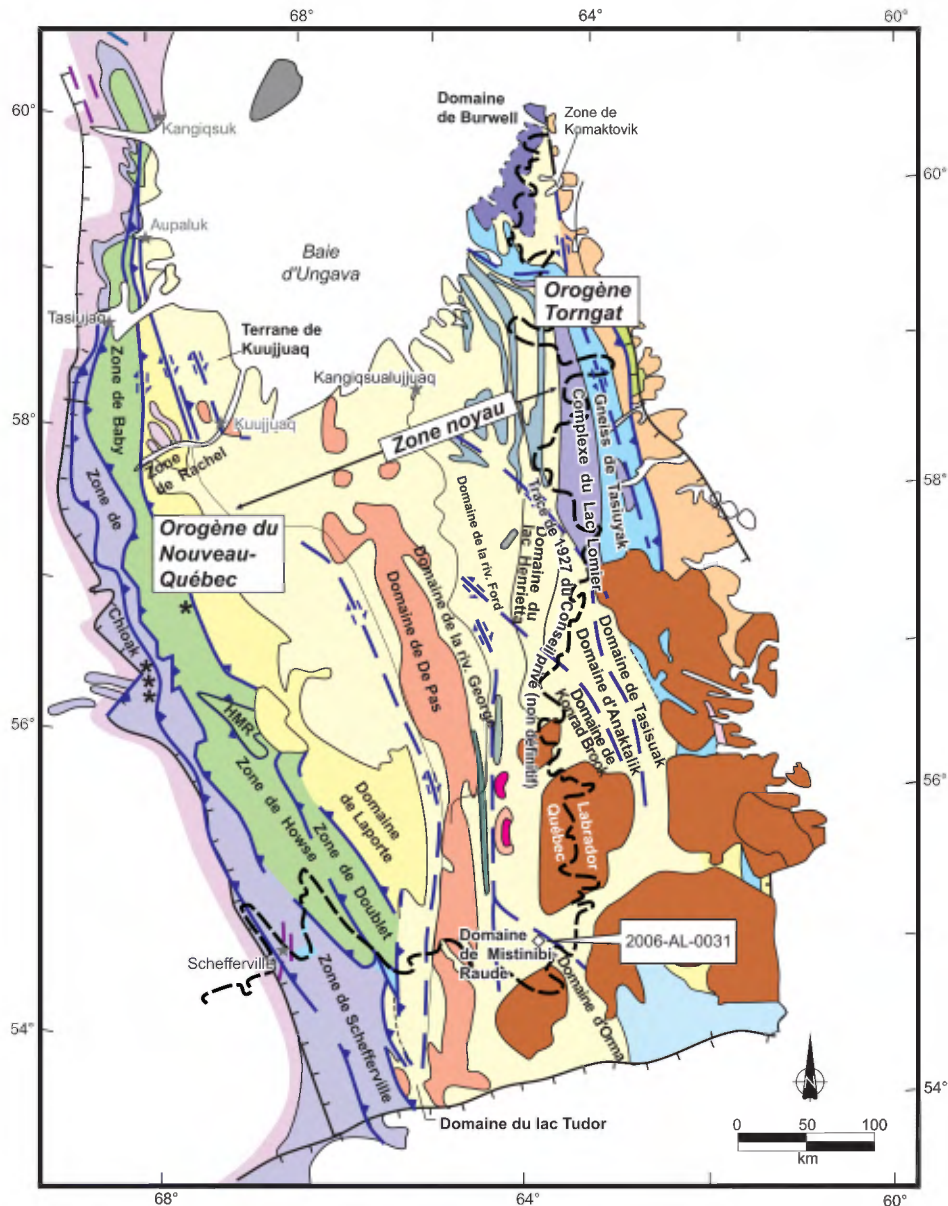 68°
64°
60°
60°
60°
58°
58°
56°
56°
54°
54°
68°
64°
60°
Kangiqsuk
Domaine
de Burwell
Zone de
Komaktovik
Aupaluk
Baie
d'Ungava
Orogène
Torngat
Tasiujaq
Terrane de
Kuujjuaq
Kangiqsualujjuaq
Zone de Baby
Kuujjuaq
Zone noyau
Zone
de Rachel
Gneiss de Tasiuyak
Complexe du Lac Lomier
Zone de
Chioak
Orogène du
Nouveau-
Québec
Trace de 1927 du Conseil privé (non définitif)
Domaine de la riv. Ford
Domaine du
lac Henrietta
Domaine de la riv. George
Domaine de De Pas
Domaine de Tasisuak
Domaine d'Anaktalik
Domaine de
Konrad Brook
HMR
Zone de Howse
Zone de Doublet
Domaine
de Laporte
Labrador
Québec
Schefferville
Zone de Schefferville
Domaine
de Mistinibi-
Raude
2006-AL-0031
Domaine d'Orma
Domaine du lac Tudor
0 50 100
km
N